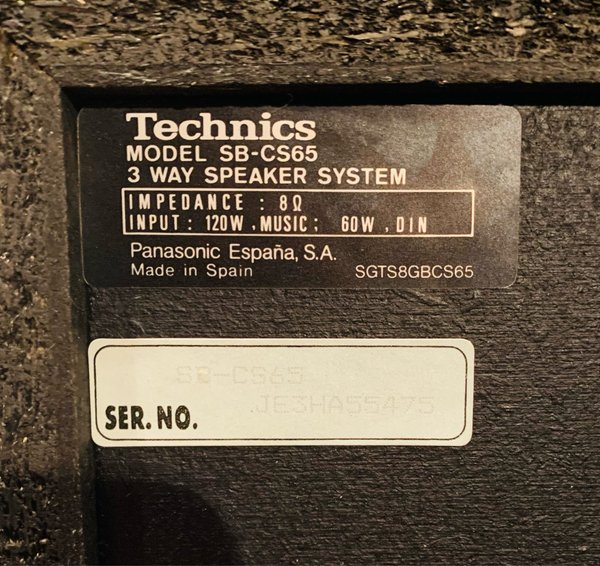 Technics
MODEL SB-CS65
3 WAY SPEAKER SYSTEM
IMPEDANCE : 8Ω
INPUT : 120W , MUSIC ; 60W , DIN
Panasonic España, S.A.
Made in Spain SGTS8GBCS65
SB-CS65
SER. NO. JE3HA55475